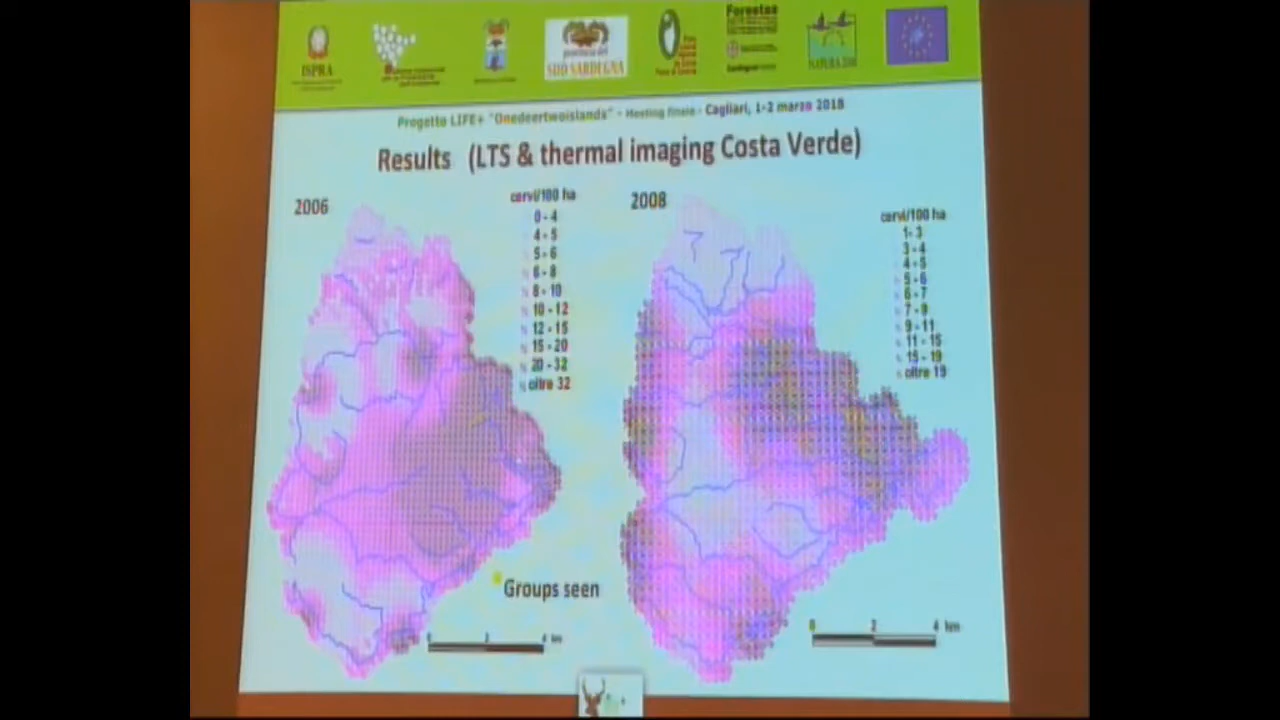 ISPRA
SUD SARDEGNA
Forestas
NATURA 2000
Progetto LIFE+ "Onedeertwoislands" - Meeting finale - Cagliari, 1-2 marzo 2018
Results (LTS & thermal imaging Costa Verde)
2006
cervi/100 ha
0 - 4
4 - 5
5 - 6
6 - 8
8 - 10
10 - 12
12 - 15
15 - 20
20 - 32
oltre 32
2008
cervi/100 ha
1 - 3
3 - 4
4 - 5
5 - 6
6 - 7
7 - 9
9 - 11
11 - 15
15 - 19
oltre 19
Groups seen
0 2 4 km
0 2 4 km